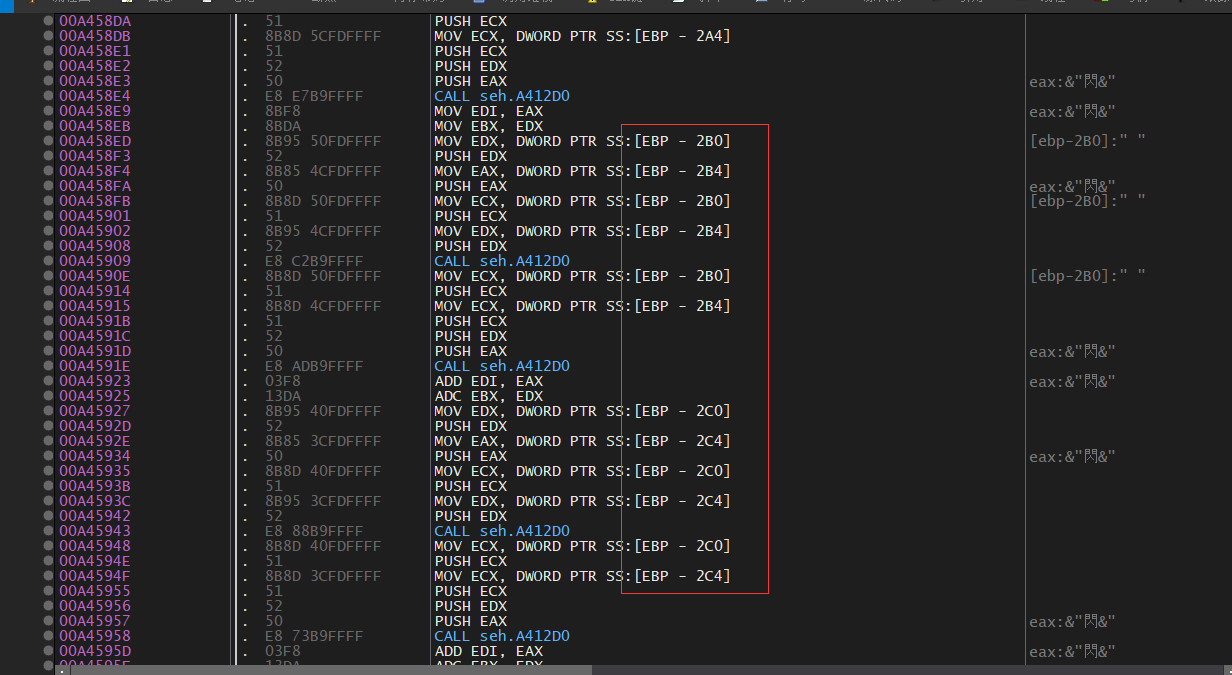 00A458DA . 51 PUSH ECX
00A458DB . 8B8D 5CFDFFFF MOV ECX, DWORD PTR SS:[EBP - 2A4]
00A458E1 . 51 PUSH ECX
00A458E2 . 52 PUSH EDX
00A458E3 . 50 PUSH EAX eax:&"閃&"
00A458E4 . E8 E7B9FFFF CALL seh.A412D0
00A458E9 . 8BF8 MOV EDI, EAX eax:&"閃&"
00A458EB . 8BDA MOV EBX, EDX
00A458ED . 8B95 50FDFFFF MOV EDX, DWORD PTR SS:[EBP - 2B0] [ebp-2B0]:" "
00A458F3 . 52 PUSH EDX
00A458F4 . 8B85 4CFDFFFF MOV EAX, DWORD PTR SS:[EBP - 2B4]
00A458FA . 50 PUSH EAX eax:&"閃&"
00A458FB . 8B8D 50FDFFFF MOV ECX, DWORD PTR SS:[EBP - 2B0] [ebp-2B0]:" "
00A45901 . 51 PUSH ECX
00A45902 . 8B95 4CFDFFFF MOV EDX, DWORD PTR SS:[EBP - 2B4]
00A45908 . 52 PUSH EDX
00A45909 . E8 C2B9FFFF CALL seh.A412D0
00A4590E . 8B8D 50FDFFFF MOV ECX, DWORD PTR SS:[EBP - 2B0] [ebp-2B0]:" "
00A45914 . 51 PUSH ECX
00A45915 . 8B8D 4CFDFFFF MOV ECX, DWORD PTR SS:[EBP - 2B4]
00A4591B . 51 PUSH ECX
00A4591C . 52 PUSH EDX
00A4591D . 50 PUSH EAX eax:&"閃&"
00A4591E . E8 ADB9FFFF CALL seh.A412D0
00A45923 . 03F8 ADD EDI, EAX eax:&"閃&"
00A45925 . 13DA ADC EBX, EDX
00A45927 . 8B95 40FDFFFF MOV EDX, DWORD PTR SS:[EBP - 2C0]
00A4592D . 52 PUSH EDX
00A4592E . 8B85 3CFDFFFF MOV EAX, DWORD PTR SS:[EBP - 2C4]
00A45934 . 50 PUSH EAX eax:&"閃&"
00A45935 . 8B8D 40FDFFFF MOV ECX, DWORD PTR SS:[EBP - 2C0]
00A4593B . 51 PUSH ECX
00A4593C . 8B95 3CFDFFFF MOV EDX, DWORD PTR SS:[EBP - 2C4]
00A45942 . 52 PUSH EDX
00A45943 . E8 88B9FFFF CALL seh.A412D0
00A45948 . 8B8D 40FDFFFF MOV ECX, DWORD PTR SS:[EBP - 2C0]
00A4594E . 51 PUSH ECX
00A4594F . 8B8D 3CFDFFFF MOV ECX, DWORD PTR SS:[EBP - 2C4]
00A45955 . 51 PUSH ECX
00A45956 . 52 PUSH EDX
00A45957 . 50 PUSH EAX eax:&"閃&"
00A45958 . E8 73B9FFFF CALL seh.A412D0
00A4595D . 03F8 ADD EDI, EAX eax:&"閃&"
00A4595F . 13DA ADC EBX, EDX